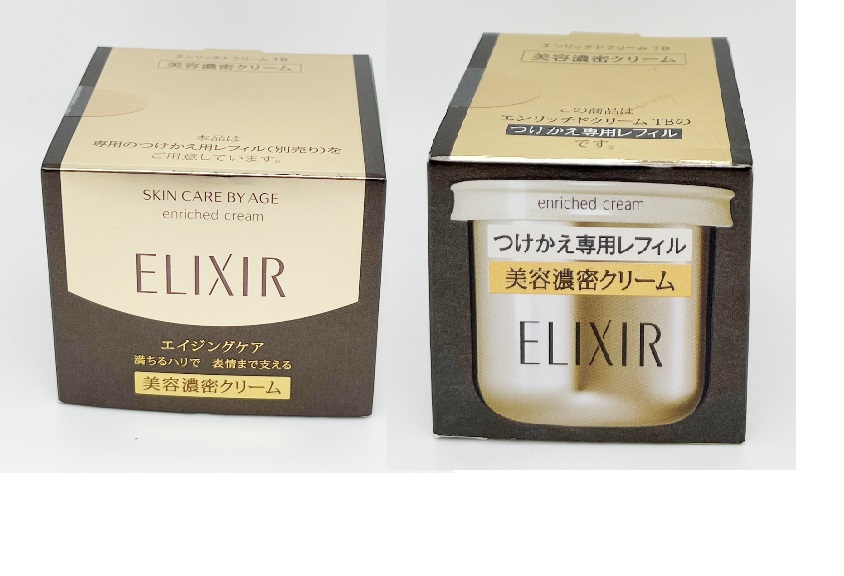 エンリッチドクリーム TB
美容濃密クリーム
本品は
専用のつけかえ用レフィル(別売り)を
ご用意しています。
SKIN CARE BY AGE
enriched cream
ELIXIR
エイジングケア
満ちるハリで 表情まで支える
美容濃密クリーム
エンリッチドクリーム TB
美容濃密クリーム
この商品は
エンリッチドクリーム TBの
つけかえ専用レフィル
です。
enriched cream
つけかえ専用レフィル
美容濃密クリーム
ELIXIR